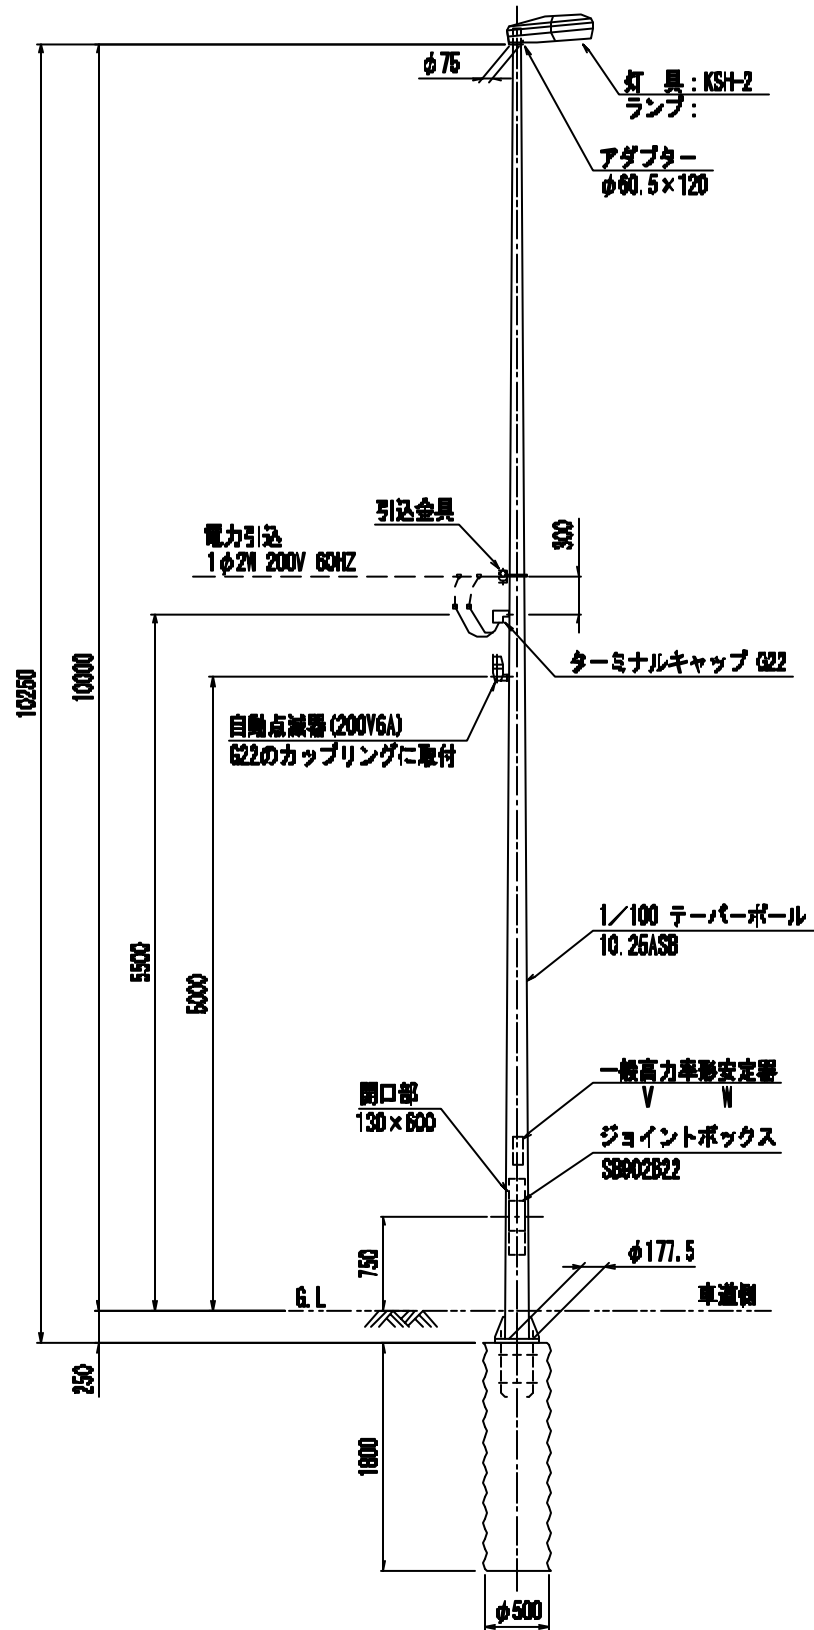 φ75
灯 具：KSH-2
ランプ：
アダプター
φ60.5×120
引込金具
電力引込
1φ2W 200V 60HZ
300
ターミナルキャップ G22
10250
10000
自動点滅器(200V6A)
G22のカップリングに取付
5500
5000
1／100 テーパーポール
10.25ASB
一般高力率形安定器
V W
開口部
130×600
ジョイントボックス
SB902B22
750
φ177.5
G.L
車道側
250
1800
φ500